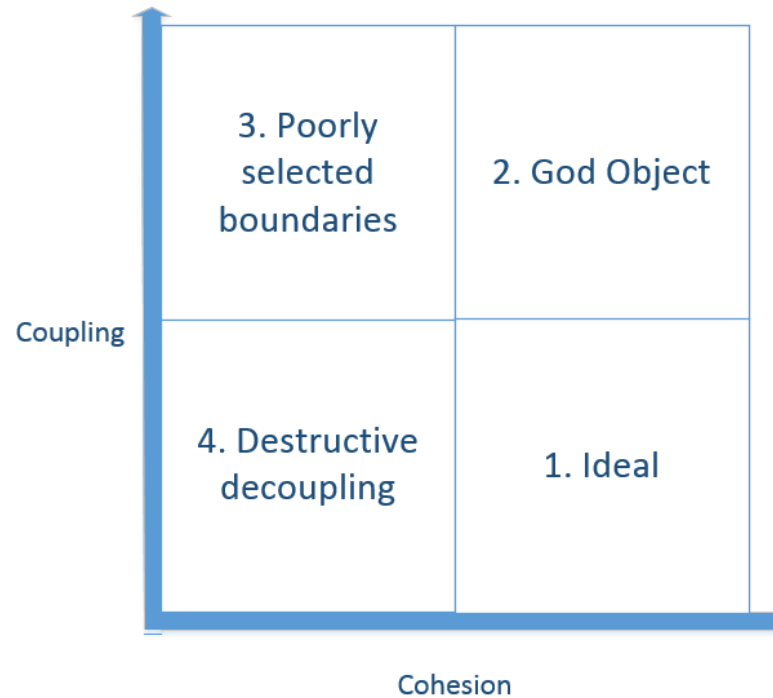 3. Poorly
selected
boundaries
2. God Object
Coupling
4. Destructive
decoupling
1. Ideal
Cohesion